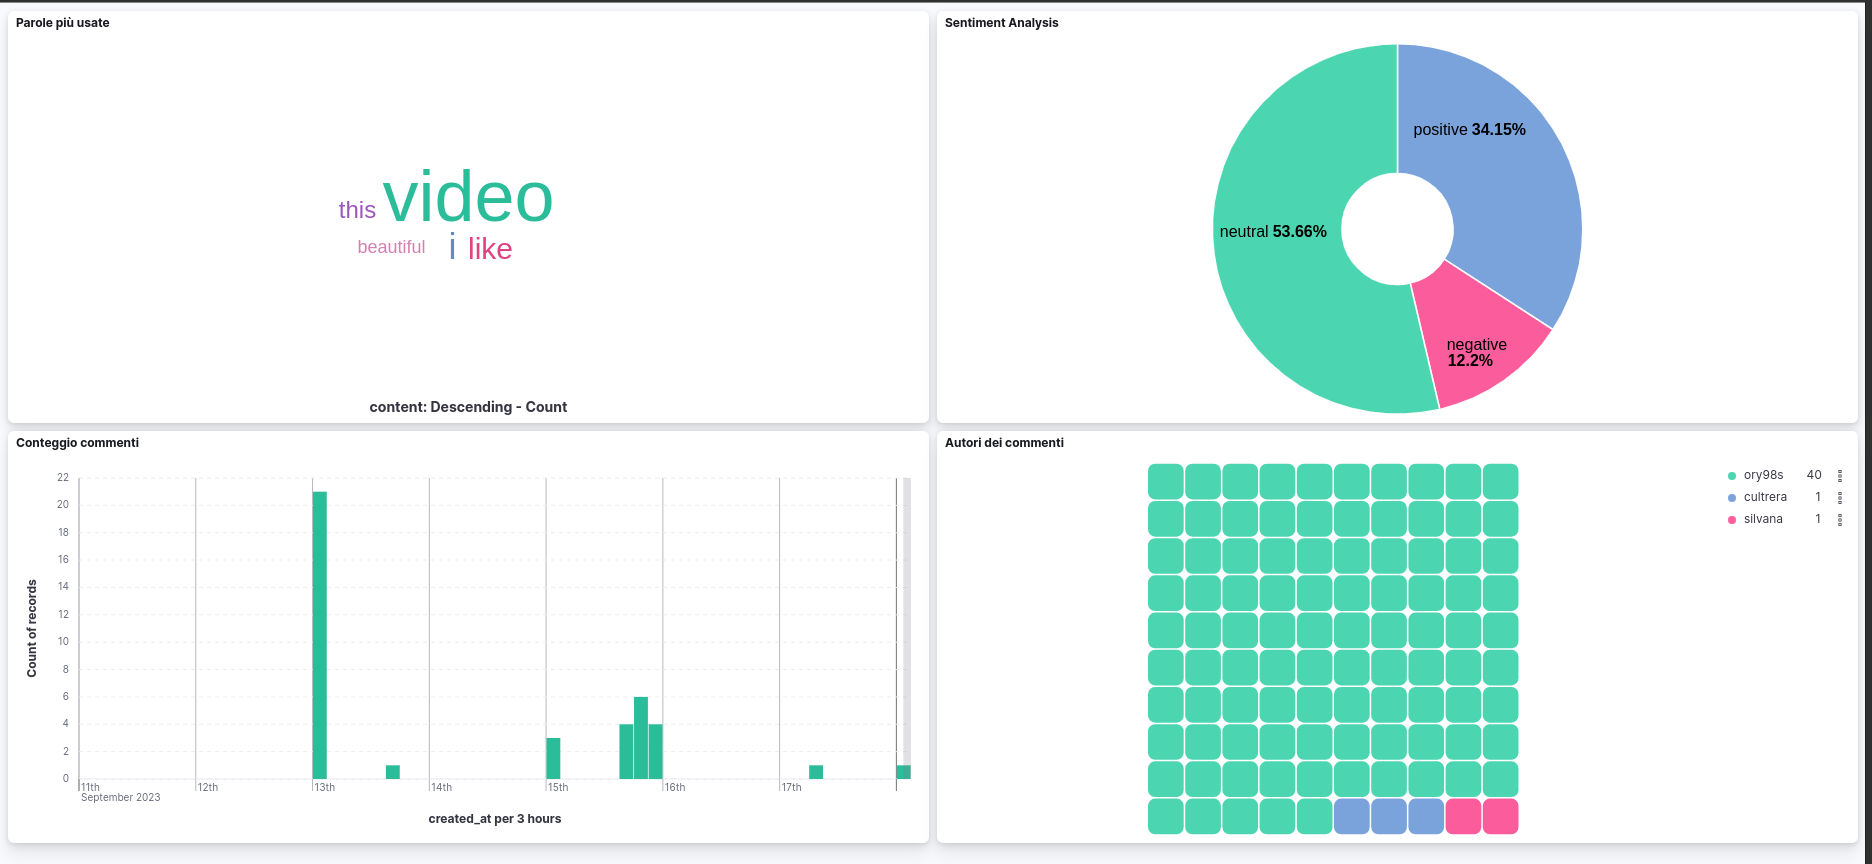 Parole più usate
this video
beautiful i like
content: Descending - Count
Sentiment Analysis
positive 34.15%
neutral 53.66%
negative
12.2%
Conteggio commenti
22
20
18
16
14
12
10
8
6
4
2
0
Count of records
11th 12th 13th 14th 15th 16th 17th
September 2023
created_at per 3 hours
Autori dei commenti
ory98s 40
cultrera 1
silvana 1